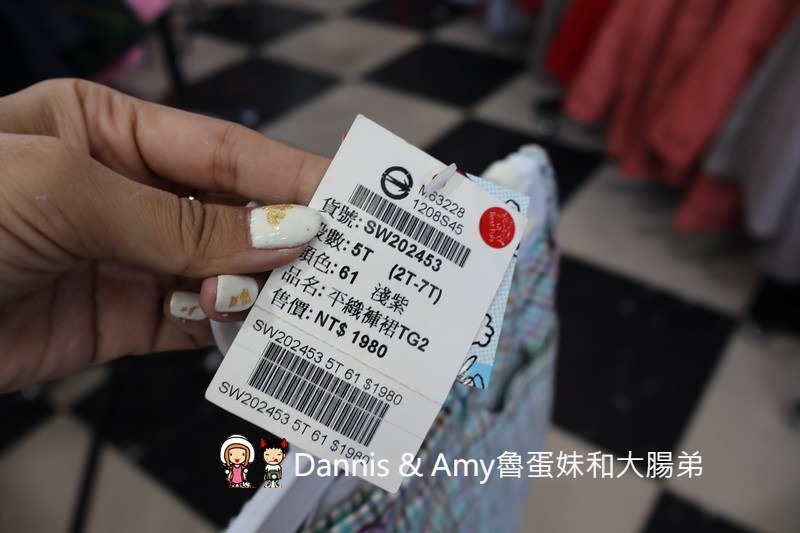 M63228
1208S45
貨號: SW202453
數: 5T (2T-7T)
顏色: 61 淺紫
品名: 平織褲裙TG2
售價: NT$ 1980
SW202453 5T 61 $1980
SW202453 5T 61 $1980
Dannis & Amy魯蛋妹和大腸弟